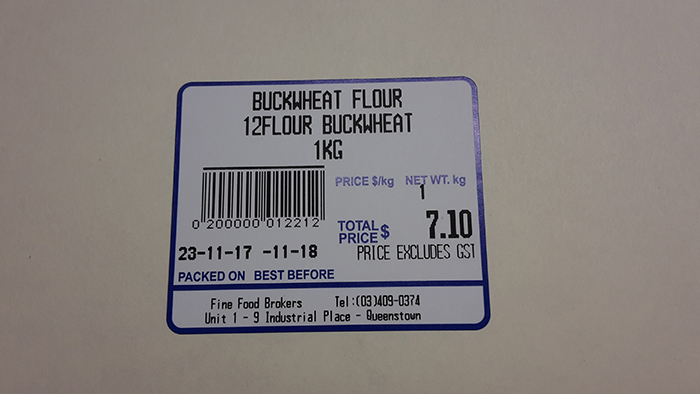 BUCKWHEAT FLOUR
12FLOUR BUCKWHEAT
1KG
PRICE $/kg NET WT. kg
1
0 200000 012212
TOTAL PRICE $ 7.10
23-11-17 -11-18 PRICE EXCLUDES GST
PACKED ON BEST BEFORE
Fine Food Brokers Tel:(03)409-0374
Unit 1 - 9 Industrial Place - Queenstown